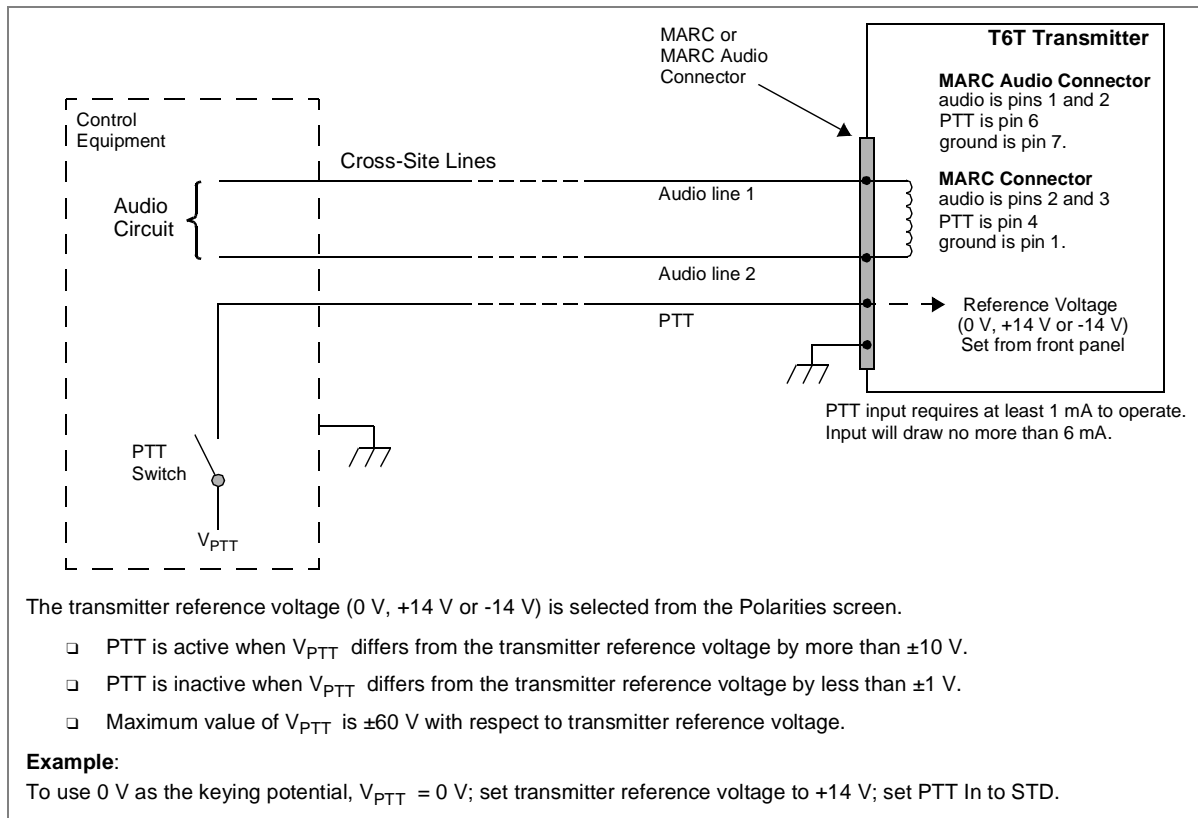 MARC or
MARC Audio
Connector
T6T Transmitter
MARC Audio Connector
audio is pins 1 and 2
PTT is pin 6
ground is pin 7.
MARC Connector
audio is pins 2 and 3
PTT is pin 4
ground is pin 1.
Control
Equipment
Cross-Site Lines
Audio
Circuit
Audio line 1
Audio line 2
PTT
Reference Voltage
(0 V, +14 V or -14 V)
Set from front panel
PTT input requires at least 1 mA to operate.
Input will draw no more than 6 mA.
PTT
Switch
VPTT
The transmitter reference voltage (0 V, +14 V or -14 V) is selected from the Polarities screen.
❏ PTT is active when VPTT differs from the transmitter reference voltage by more than ±10 V.
❏ PTT is inactive when VPTT differs from the transmitter reference voltage by less than ±1 V.
❏ Maximum value of VPTT is ±60 V with respect to transmitter reference voltage.
Example:
To use 0 V as the keying potential, VPTT = 0 V; set transmitter reference voltage to +14 V; set PTT In to STD.